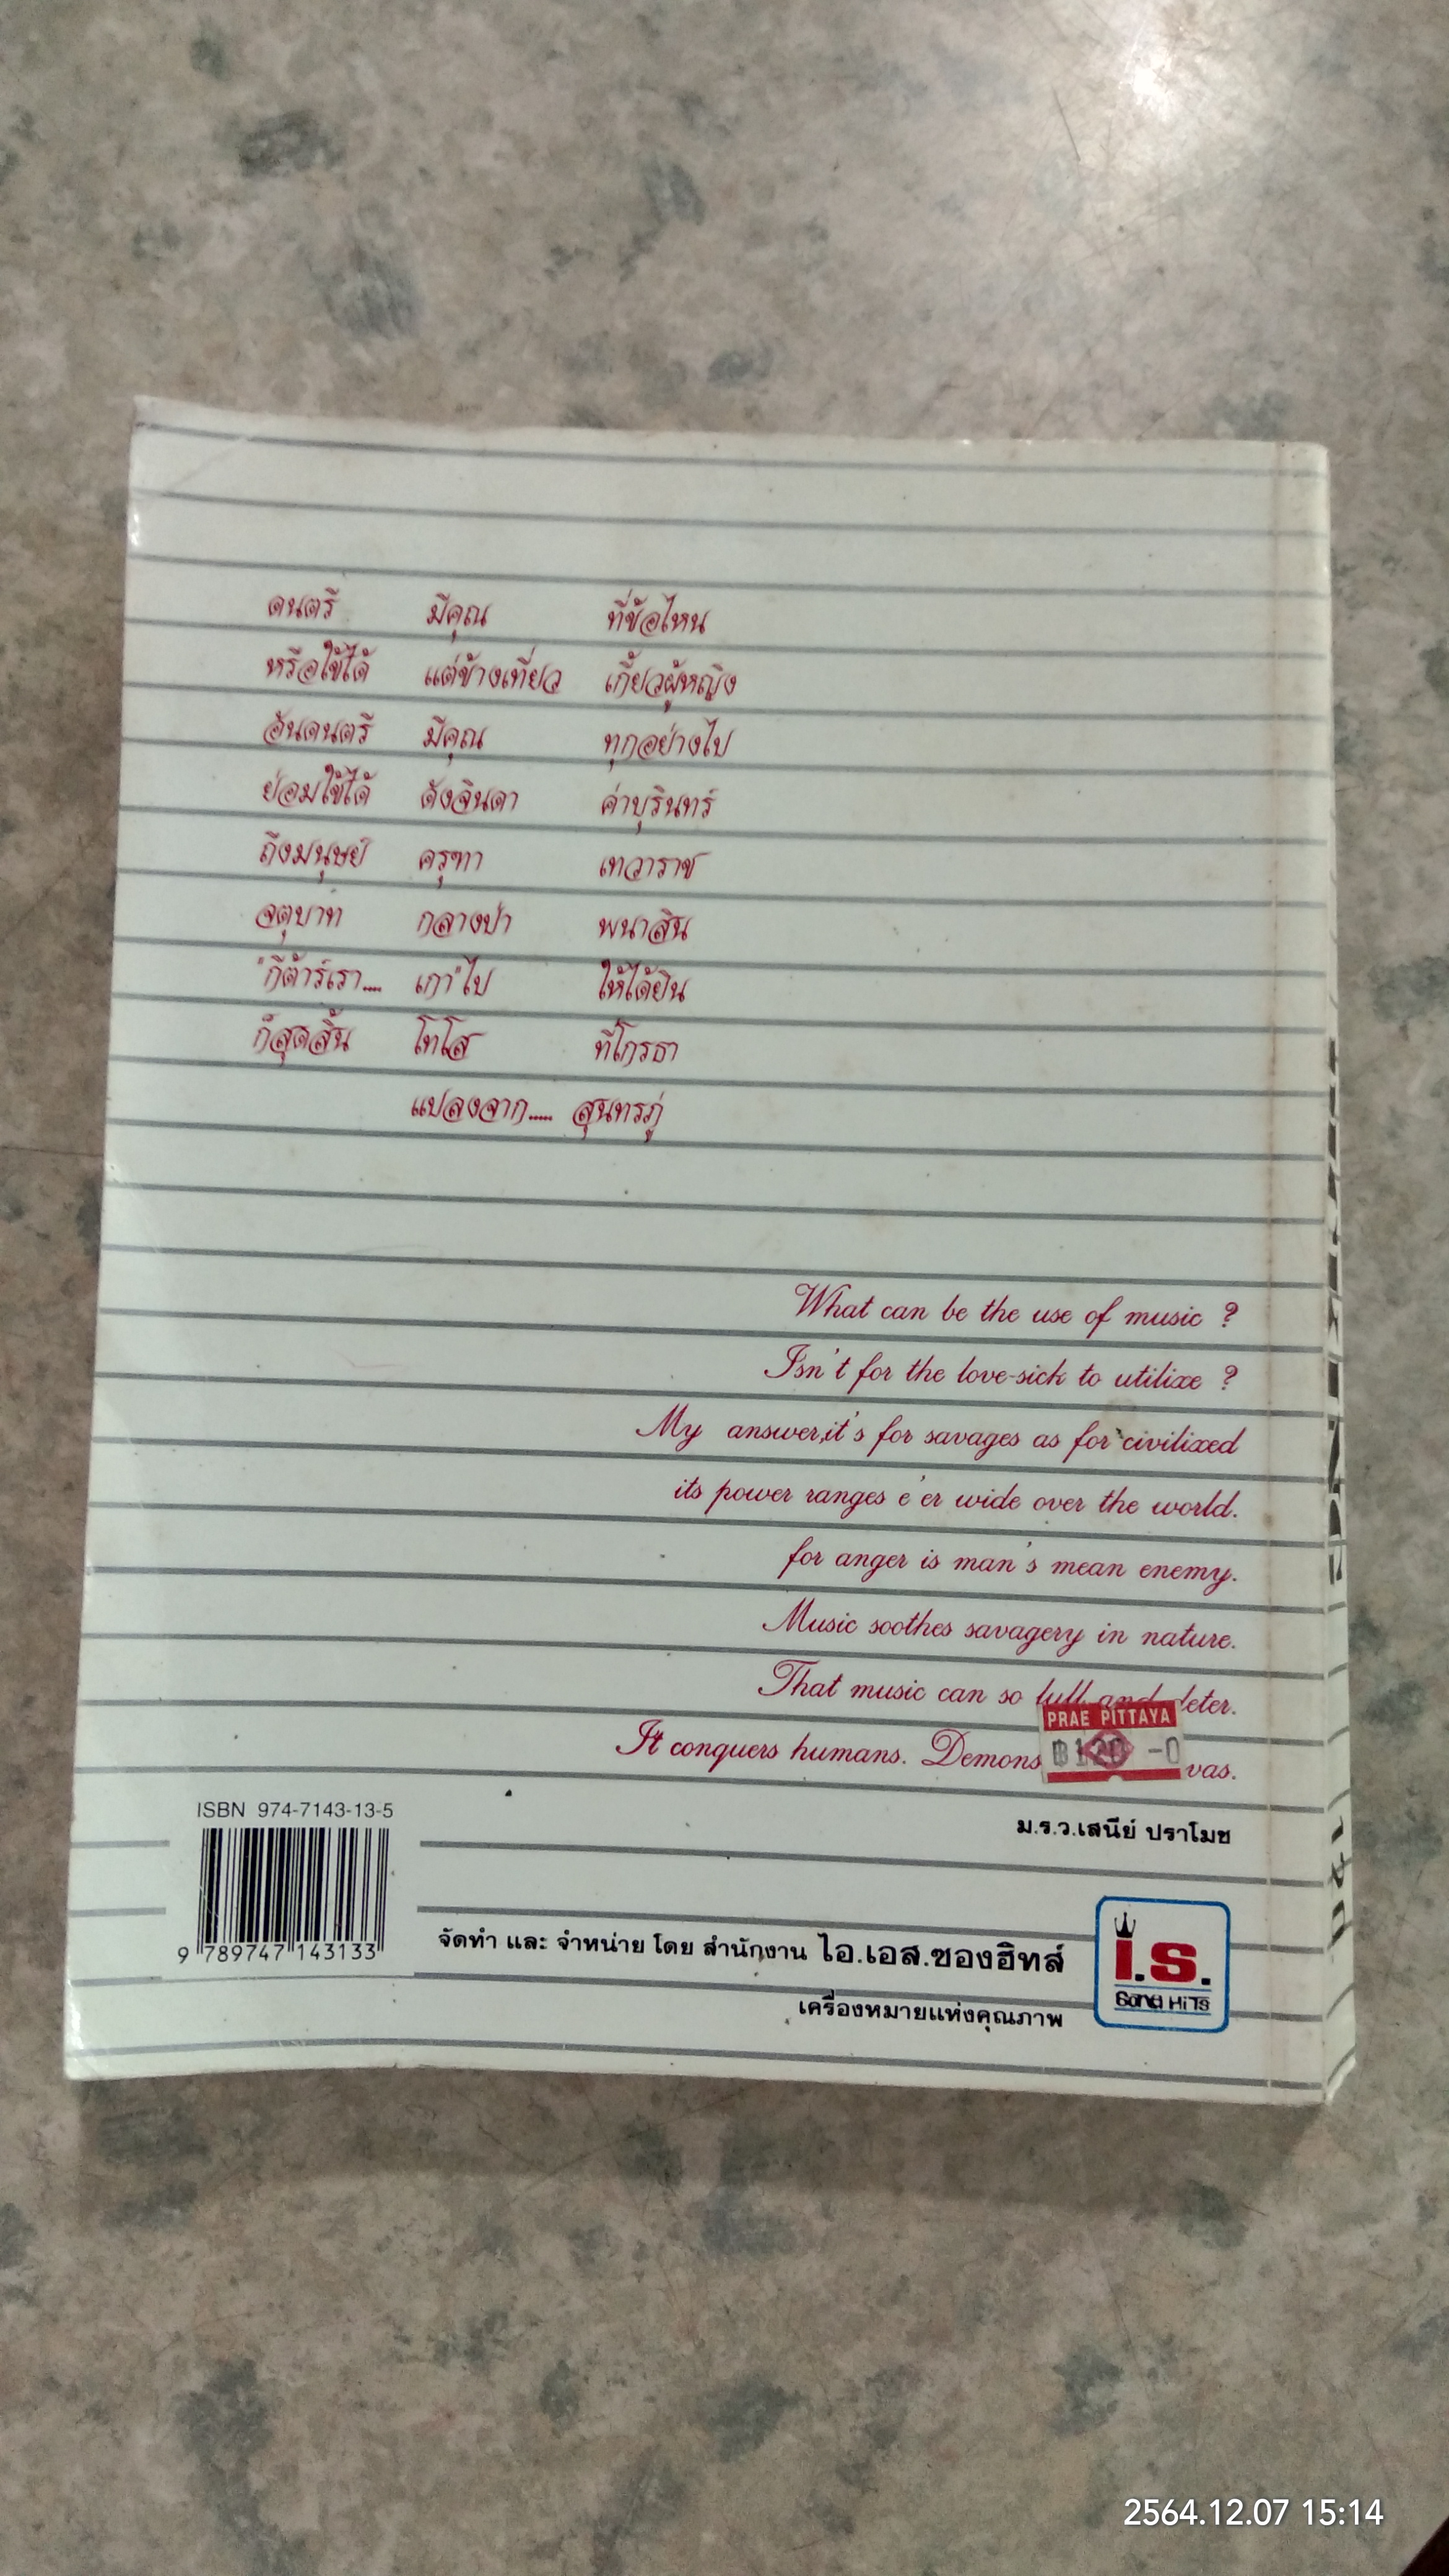 ดนตรี มีคุณ ที่ข้อไหน
หรือใช้ได้ แต่ข้างเที่ยว เกี้ยวผู้หญิง
อันดนตรี มีคุณ ทุกอย่างไป
ย่อมใช้ได้ ดังจินดา ค่าบุรินทร์
ถึงมนุษย์ ครุฑา เทวาราช
จตุบาท กลางป่า พนาสิน
"กีต้าร์เรา.... เกา"ไป ให้ได้ยิน
ก็สุดสิ้น โทโส ที่โกรธา
แปลงจาก..... สุนทรภู่
What can be the use of music ?
Isn't for the love-sick to utilize ?
My answer,it's for savages as for civilized
its power ranges e'er wide over the world.
for anger is man's mean enemy.
Music soothes savagery in nature.
That music can so lull and deter.
It conquers humans. Demons vas.
PRAE PITTAYA
฿120 -0
ม.ร.ว.เสนีย์ ปราโมช
ISBN 974-7143-13-5
9 789747 143133
จัดทำ และ จำหน่าย โดย สำนักงาน ไอ.เอส.ซองฮิทส์
เครื่องหมายแห่งคุณภาพ
i.s.
SONG HiTS
2564.12.07 15:14